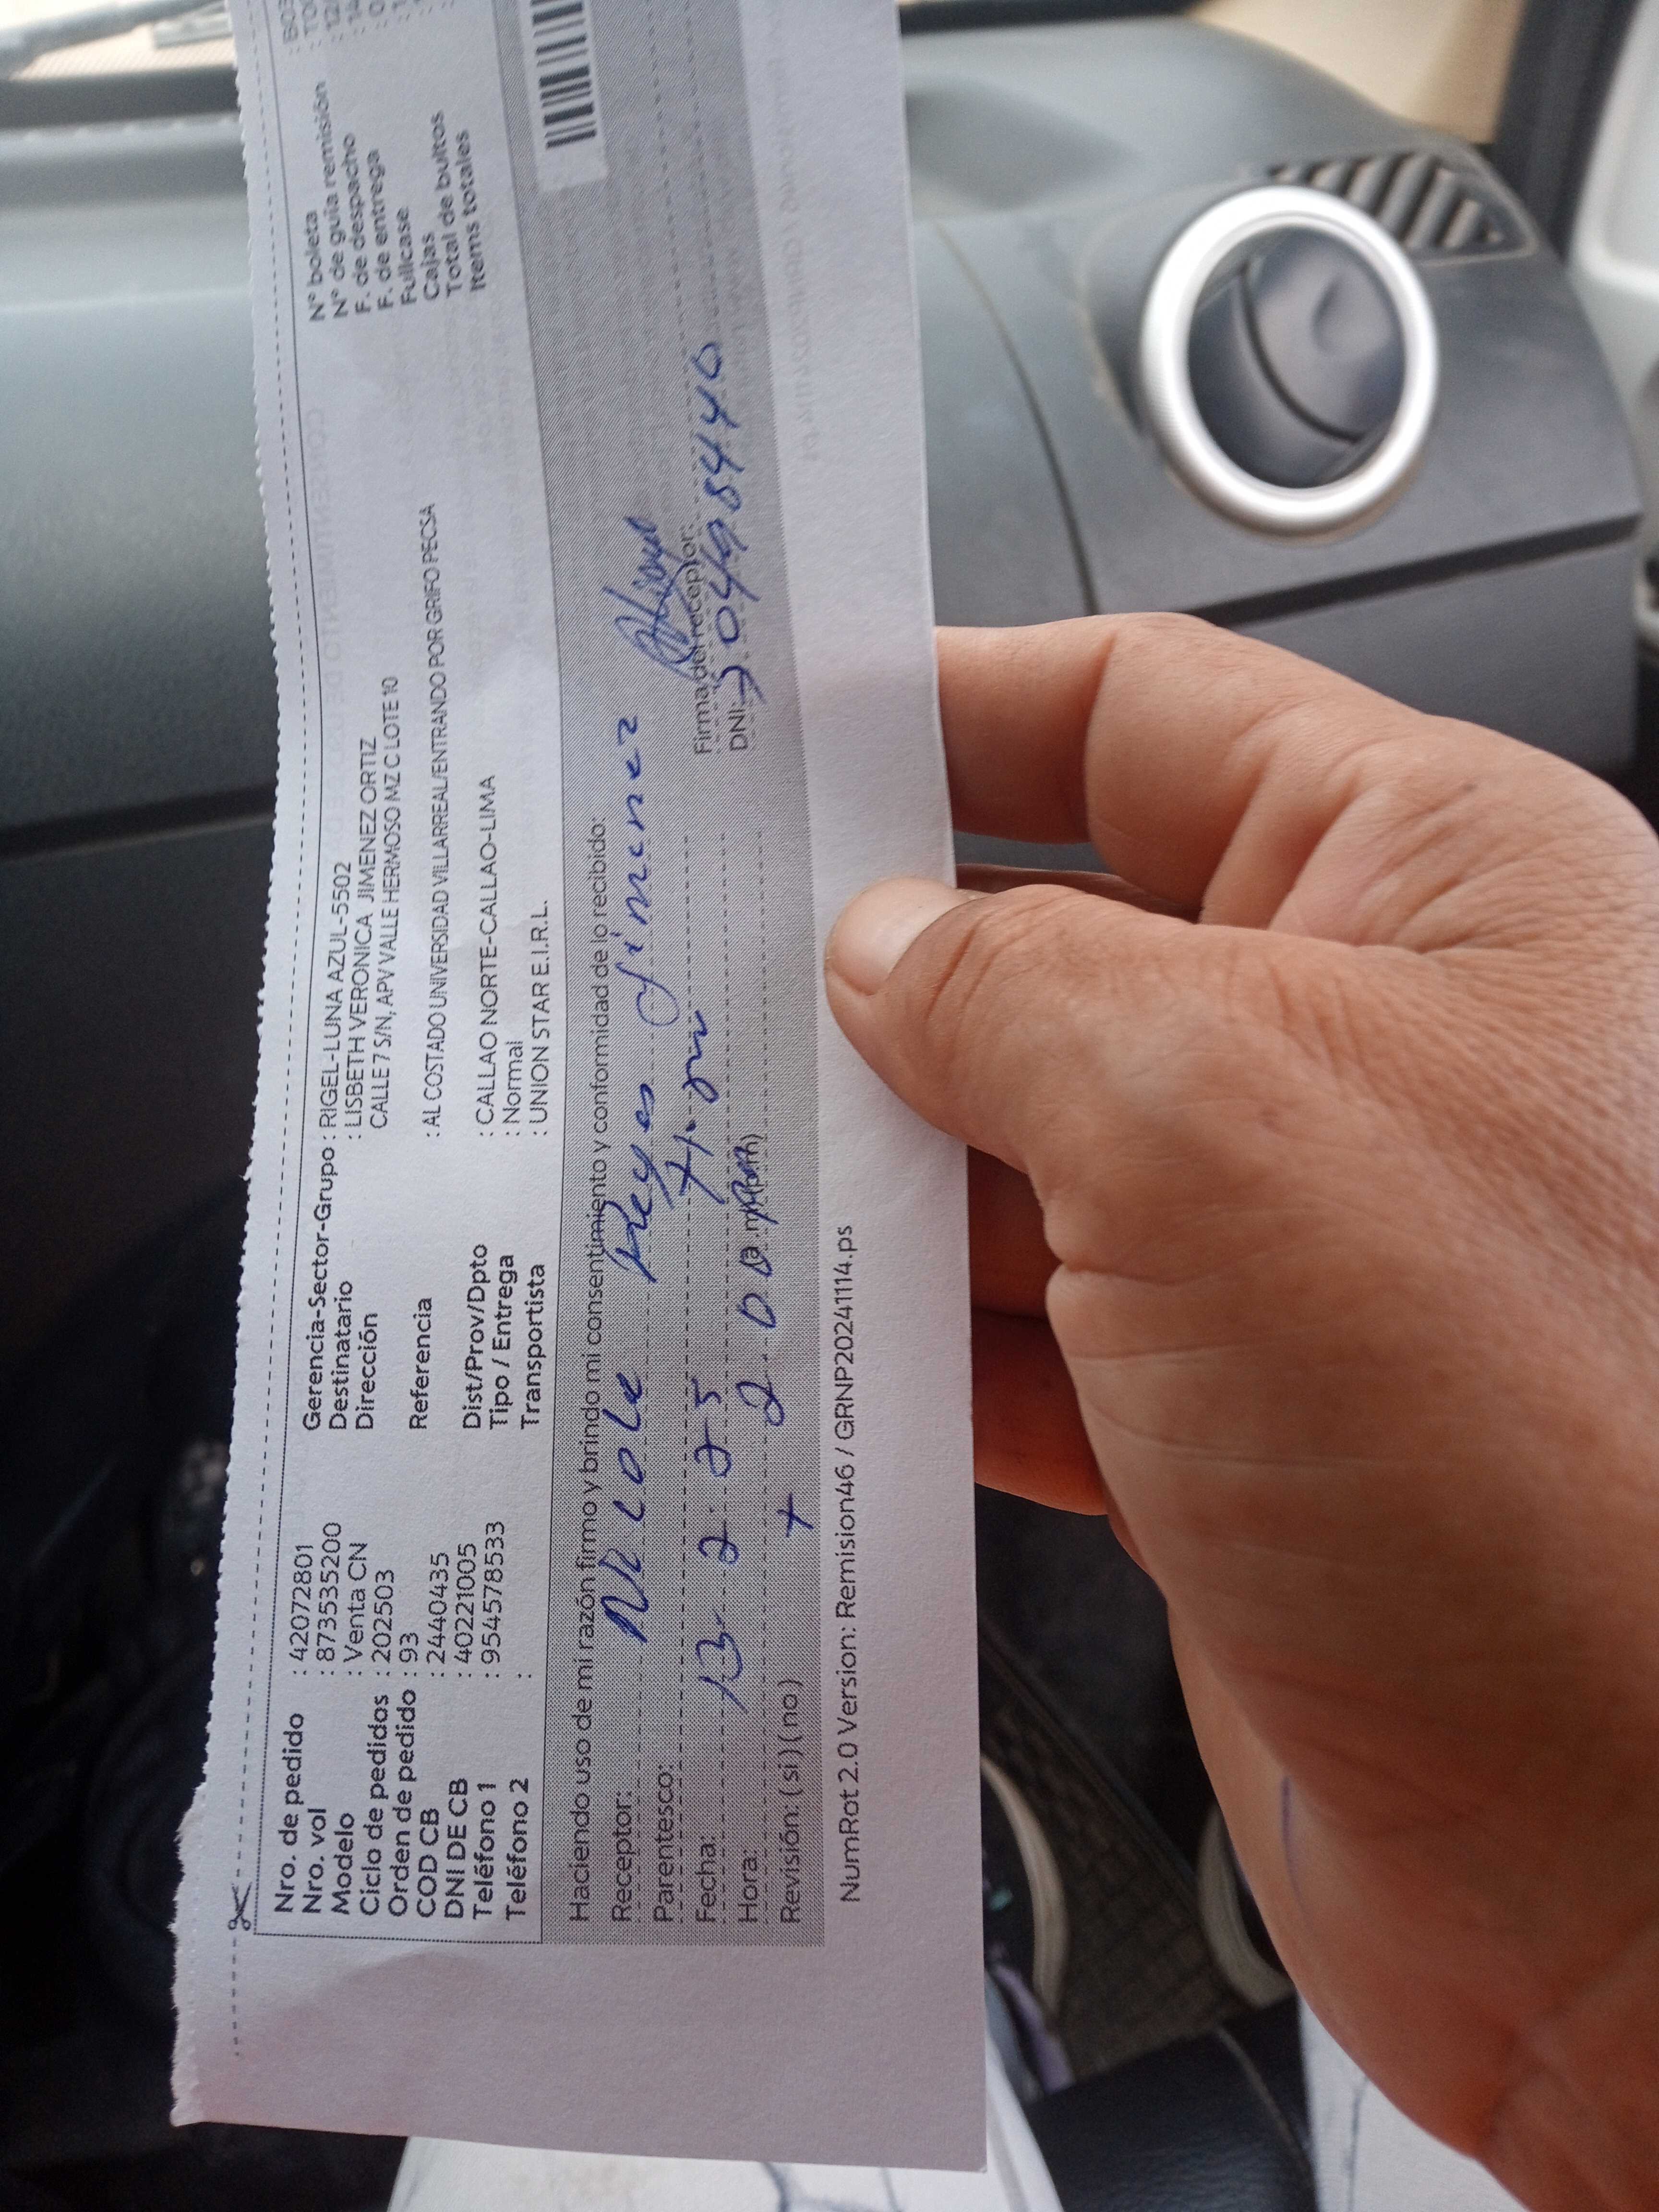 Nro. de pedido : 42072801
Nro. vol : 873535200
Modelo : Venta CN
Ciclo de pedidos : 202503
Orden de pedido : 93
COD CB : 2440435
DNI DE CB : 40221005
Teléfono 1 : 954578533
Teléfono 2 :
Gerencia-Sector-Grupo : RIGEL-LUNA AZUL-5502
Destinatario : LISBETH VERONICA JIMENEZ ORTIZ
Dirección CALLE 7 S/N, APV VALLE HERMOSO MZ C LOTE 10
Referencia : AL COSTADO UNIVERSIDAD VILLARREAL/ENTRANDO POR GRIFO PECSA
Dist/Prov/Dpto : CALLAO NORTE-CALLAO-LIMA
Tipo / Entrega : Normal
Transportista : UNION STAR E.I.R.L.
N° boleta
N° de guia remisión
F. de despacho
F. de entrega
Fullcase
Cajas
Total de bultos
Items totales
Haciendo uso de mi razón firmo y brindo mi consentimiento y conformidad de lo recibido:
Receptor: Nicole Reyes Jimenez
Parentesco:
Firma del receptor:
Fecha: 13 2 25
DNI:
Hora: 2 00
Revisión: (si) (no)
NumRot 2.0 Version: Remision46 / GRNP20241114.ps